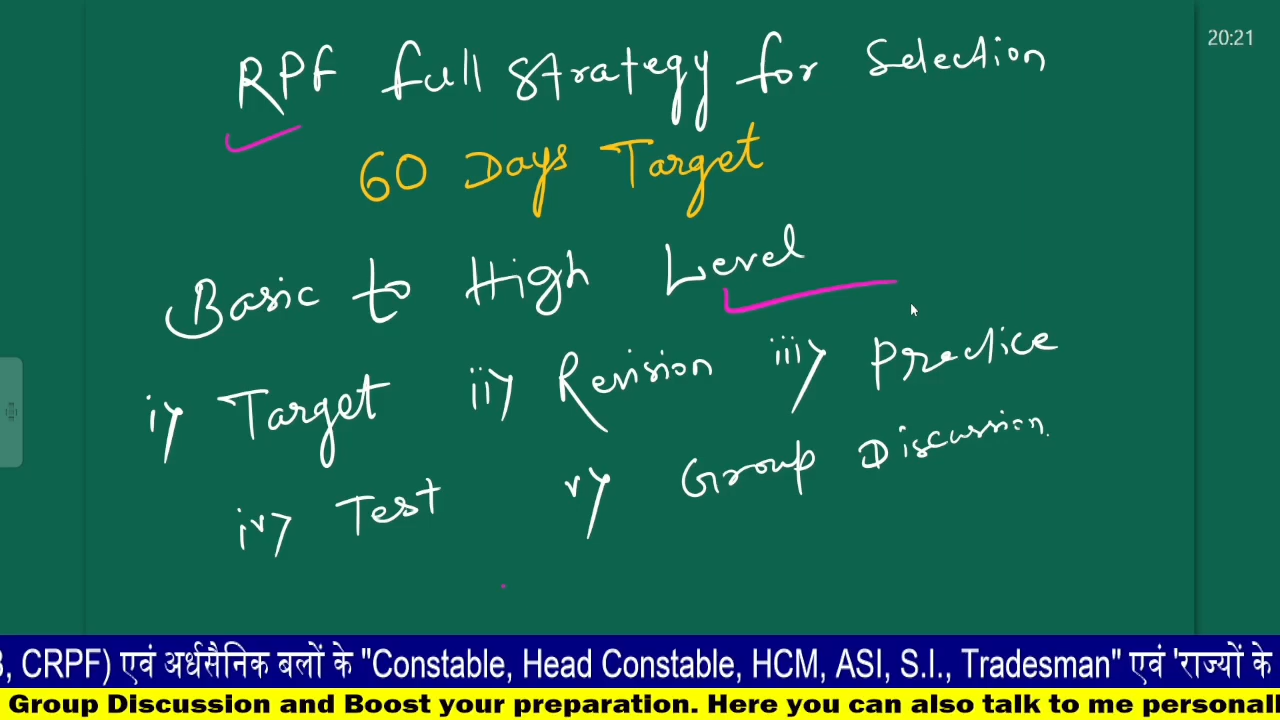 20:21
RPF full strategy for Selection
60 Days Target
Basic to High Level
i) Target ii) Revision iii) Practice
iv) Test v) Group Discussion
, CRPF) एवं अर्धसैनिक बलों के "Constable, Head Constable, HCM, ASI, S.I., Tradesman" एवं 'राज्यों के
Group Discussion and Boost your preparation. Here you can also talk to me personall